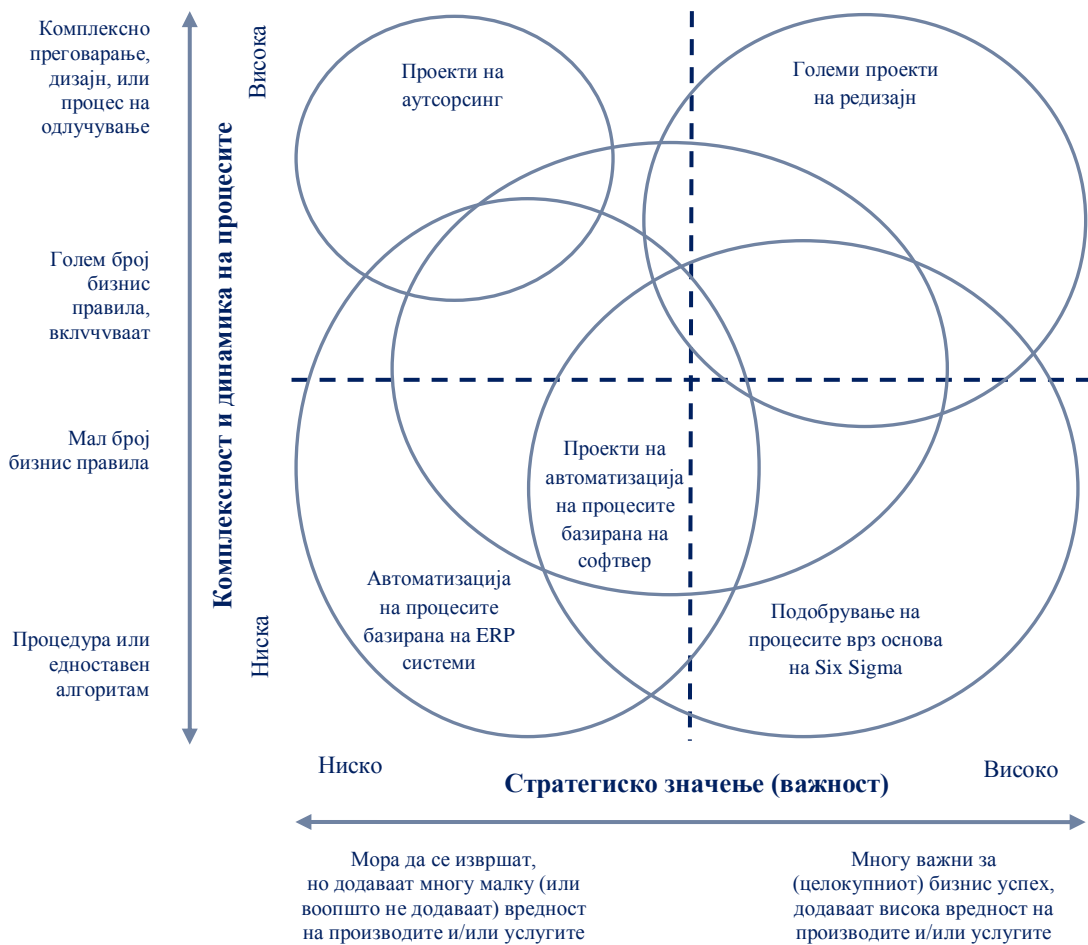 Комплексно
преговарање,
дизајн, или
процес на
одлучување
Голем број
бизнис
правила,
вклучуваат
Мал број
бизнис правила
Процедура или
едноставен
алгоритам
Комплексност и динамика на процесите
Висока
Ниска
Проекти на
аутсорсинг
Големи проекти
на редизајн
Проекти на
автоматизација
на процесите
базирана на
софтвер
Автоматизација
на процесите
базирана на ERP
системи
Подобрување на
процесите врз основа
на Six Sigma
Ниско
Стратегиско значење (важност)
Високо
Мора да се извршат,
но додаваат многу малку (или
воопшто не додаваат) вредност
на производите и/или услугите
Многу важни за
(целокупниот) бизнис успех,
додаваат висока вредност на
производите и/или услугите